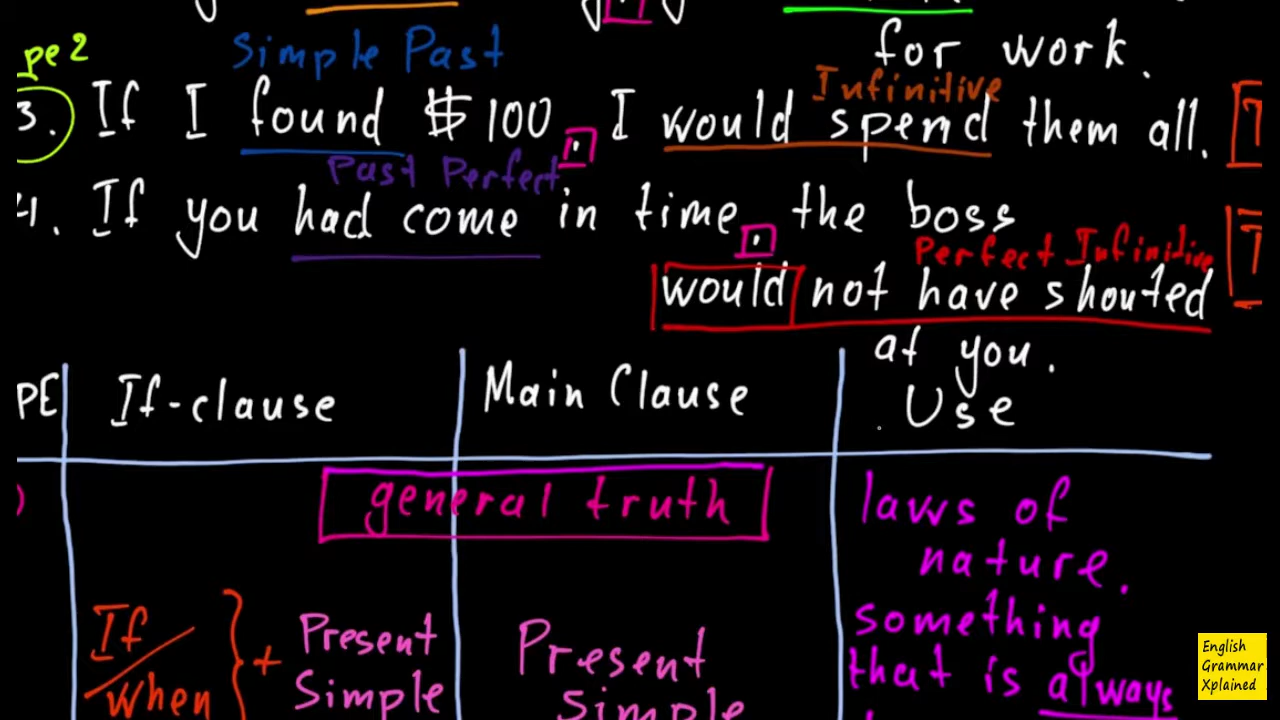 for work.
pe 2
Simple Past
Infinitive
3. If I found $100, I would spend them all.
Past Perfect
4. If you had come in time, the boss
Perfect Infinitive
would not have shouted
at you.
PE If-clause Main Clause Use
general truth
laws of
nature.
something
that is always
If
when
+
Present
Simple
Present
Simple
English
Grammar
Xplained